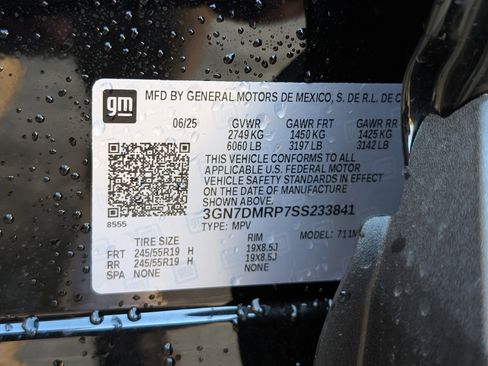 gm
MFD BY GENERAL MOTORS DE MEXICO, S. DE R.L. DE C
06/25 GVWR GAWR FRT GAWR RR
2749 KG 1450 KG 1425 KG
6060 LB 3197 LB 3142 LB
THIS VEHICLE CONFORMS TO ALL
APPLICABLE U.S. FEDERAL MOTOR
VEHICLE SAFETY STANDARDS IN EFFECT
ON THE DATE OF MANUFACTURE
SHOWN ABOVE.
3GN7DMRP7SS233841
8555 TYPE: MPV MODEL: 711M
TIRE SIZE RIM
FRT 245/55R19 H 19X8.5J
RR 245/55R19 H 19X8.5J
SPA NONE NONE